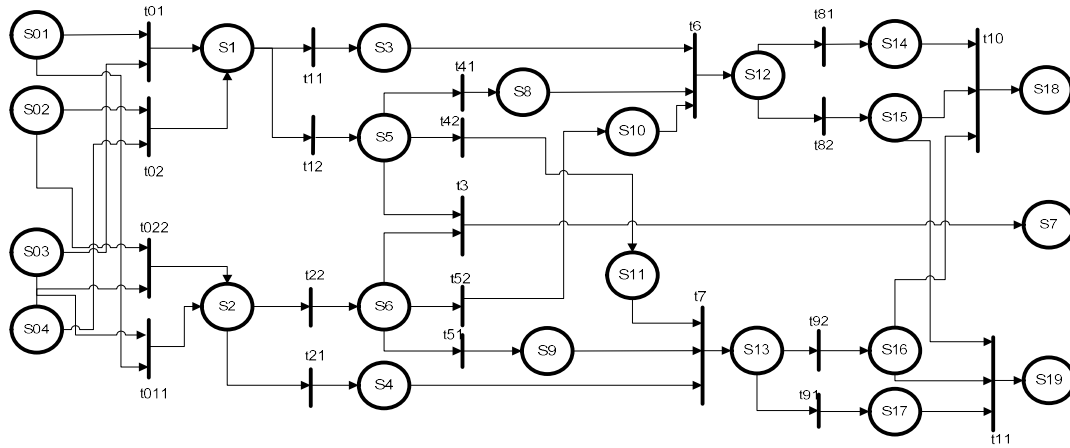 t01
t6
t81
S01
S1
S3
t10
S14
t11
t41
S12
S18
S8
S02
S15
t42
S10
S5
t12
t82
t02
t3
t022
S7
S03
S11
t22
t52
t7
S2
S6
S04
t92
t51
S9
S13
S16
t21
S19
S4
t011
t91
S17
t11